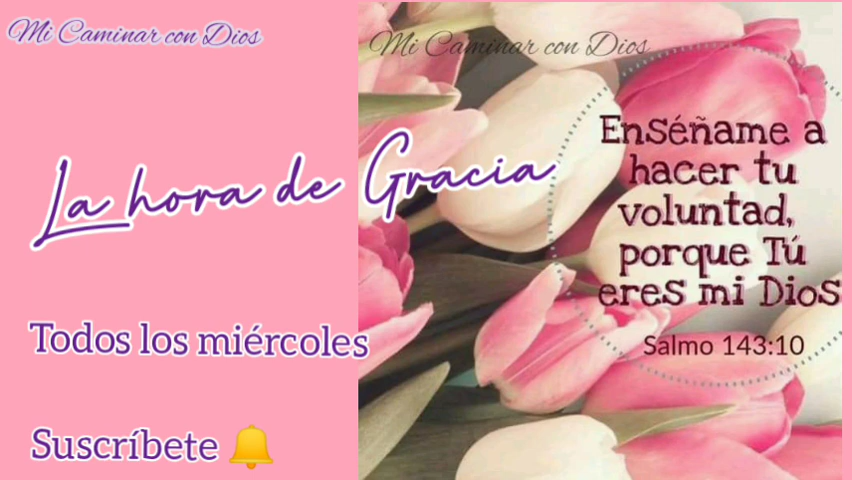 Mi Caminar con Dios
La hora de Gracia
Todos los miércoles
Suscríbete
Mi Caminar con Dios
Enséñame a
hacer tu
voluntad,
porque Tú
eres mi Dios
Salmo 143:10